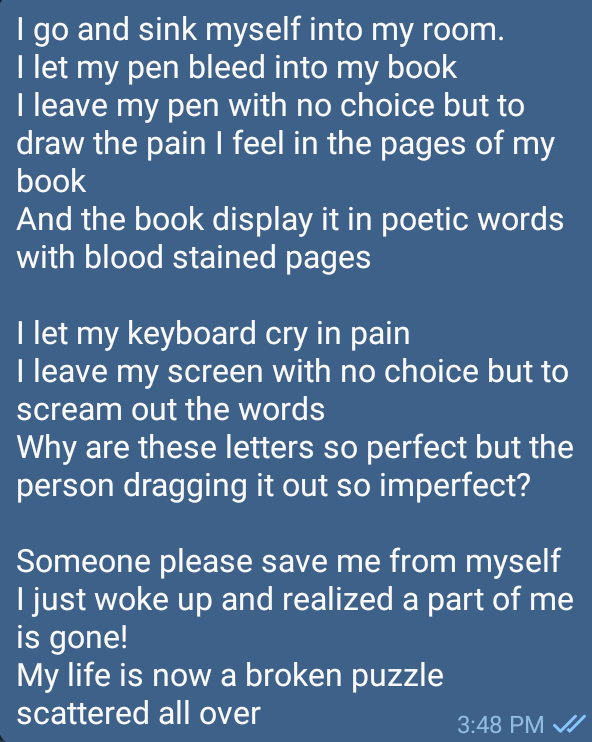 I go and sink myself into my room.
I let my pen bleed into my book
I leave my pen with no choice but to
draw the pain I feel in the pages of my
book
And the book display it in poetic words
with blood stained pages

I let my keyboard cry in pain
I leave my screen with no choice but to
scream out the words
Why are these letters so perfect but the
person dragging it out so imperfect?

Someone please save me from myself
I just woke up and realized a part of me
is gone!
My life is now a broken puzzle
scattered all over
3:48 PM